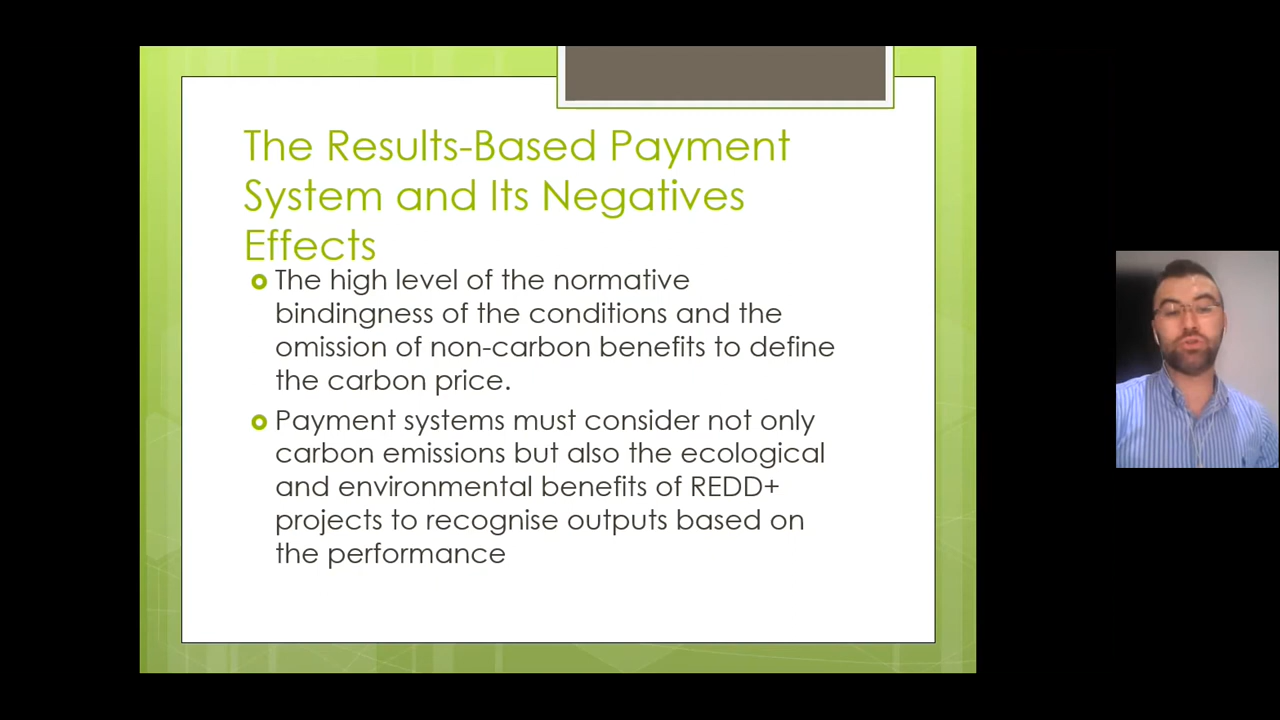 The Results-Based Payment
System and Its Negatives
Effects
The high level of the normative
bindingness of the conditions and the
omission of non-carbon benefits to define
the carbon price.
Payment systems must consider not only
carbon emissions but also the ecological
and environmental benefits of REDD+
projects to recognise outputs based on
the performance